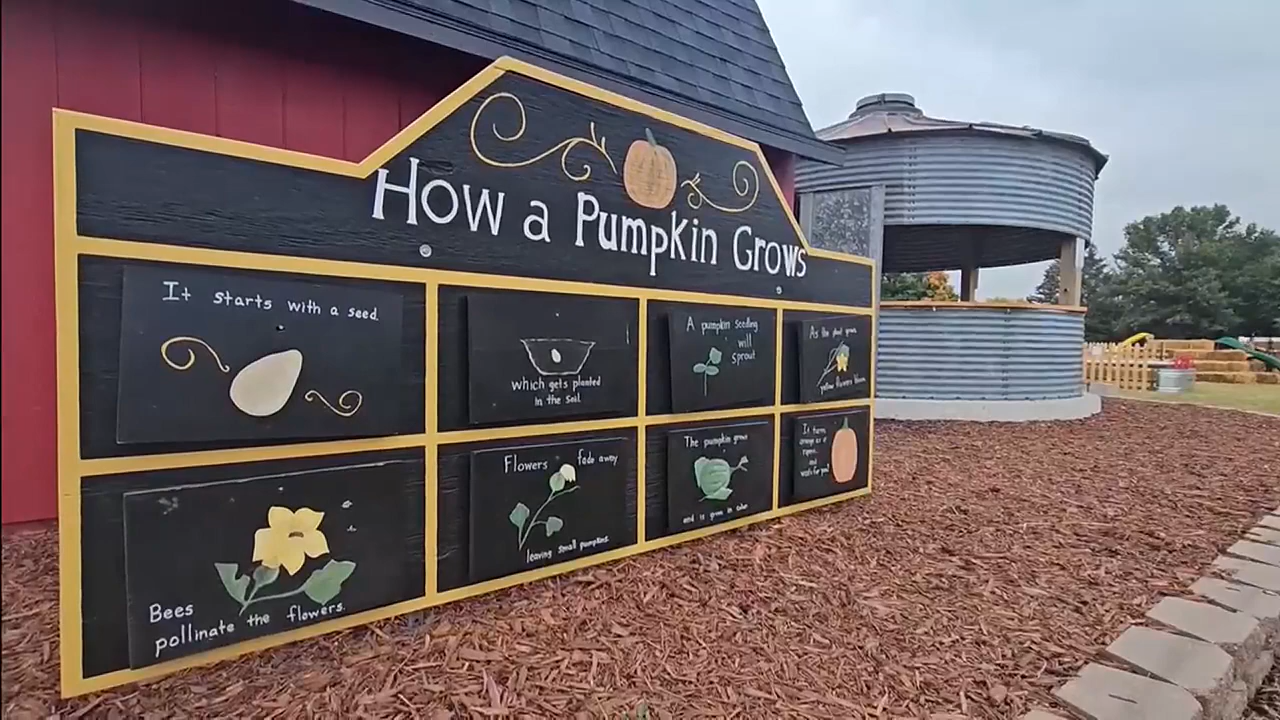 How a Pumpkin Grows
It starts with a seed.
which gets planted
in the soil.
A pumpkin seedling
will
sprout
As the plant grows,
yellow flowers bloom
Bees
pollinate the flowers.
Flowers fade away
leaving small pumpkins.
The pumpkin grows
and is green in color
It turns
orange as it
ripens...
and
waits for you!